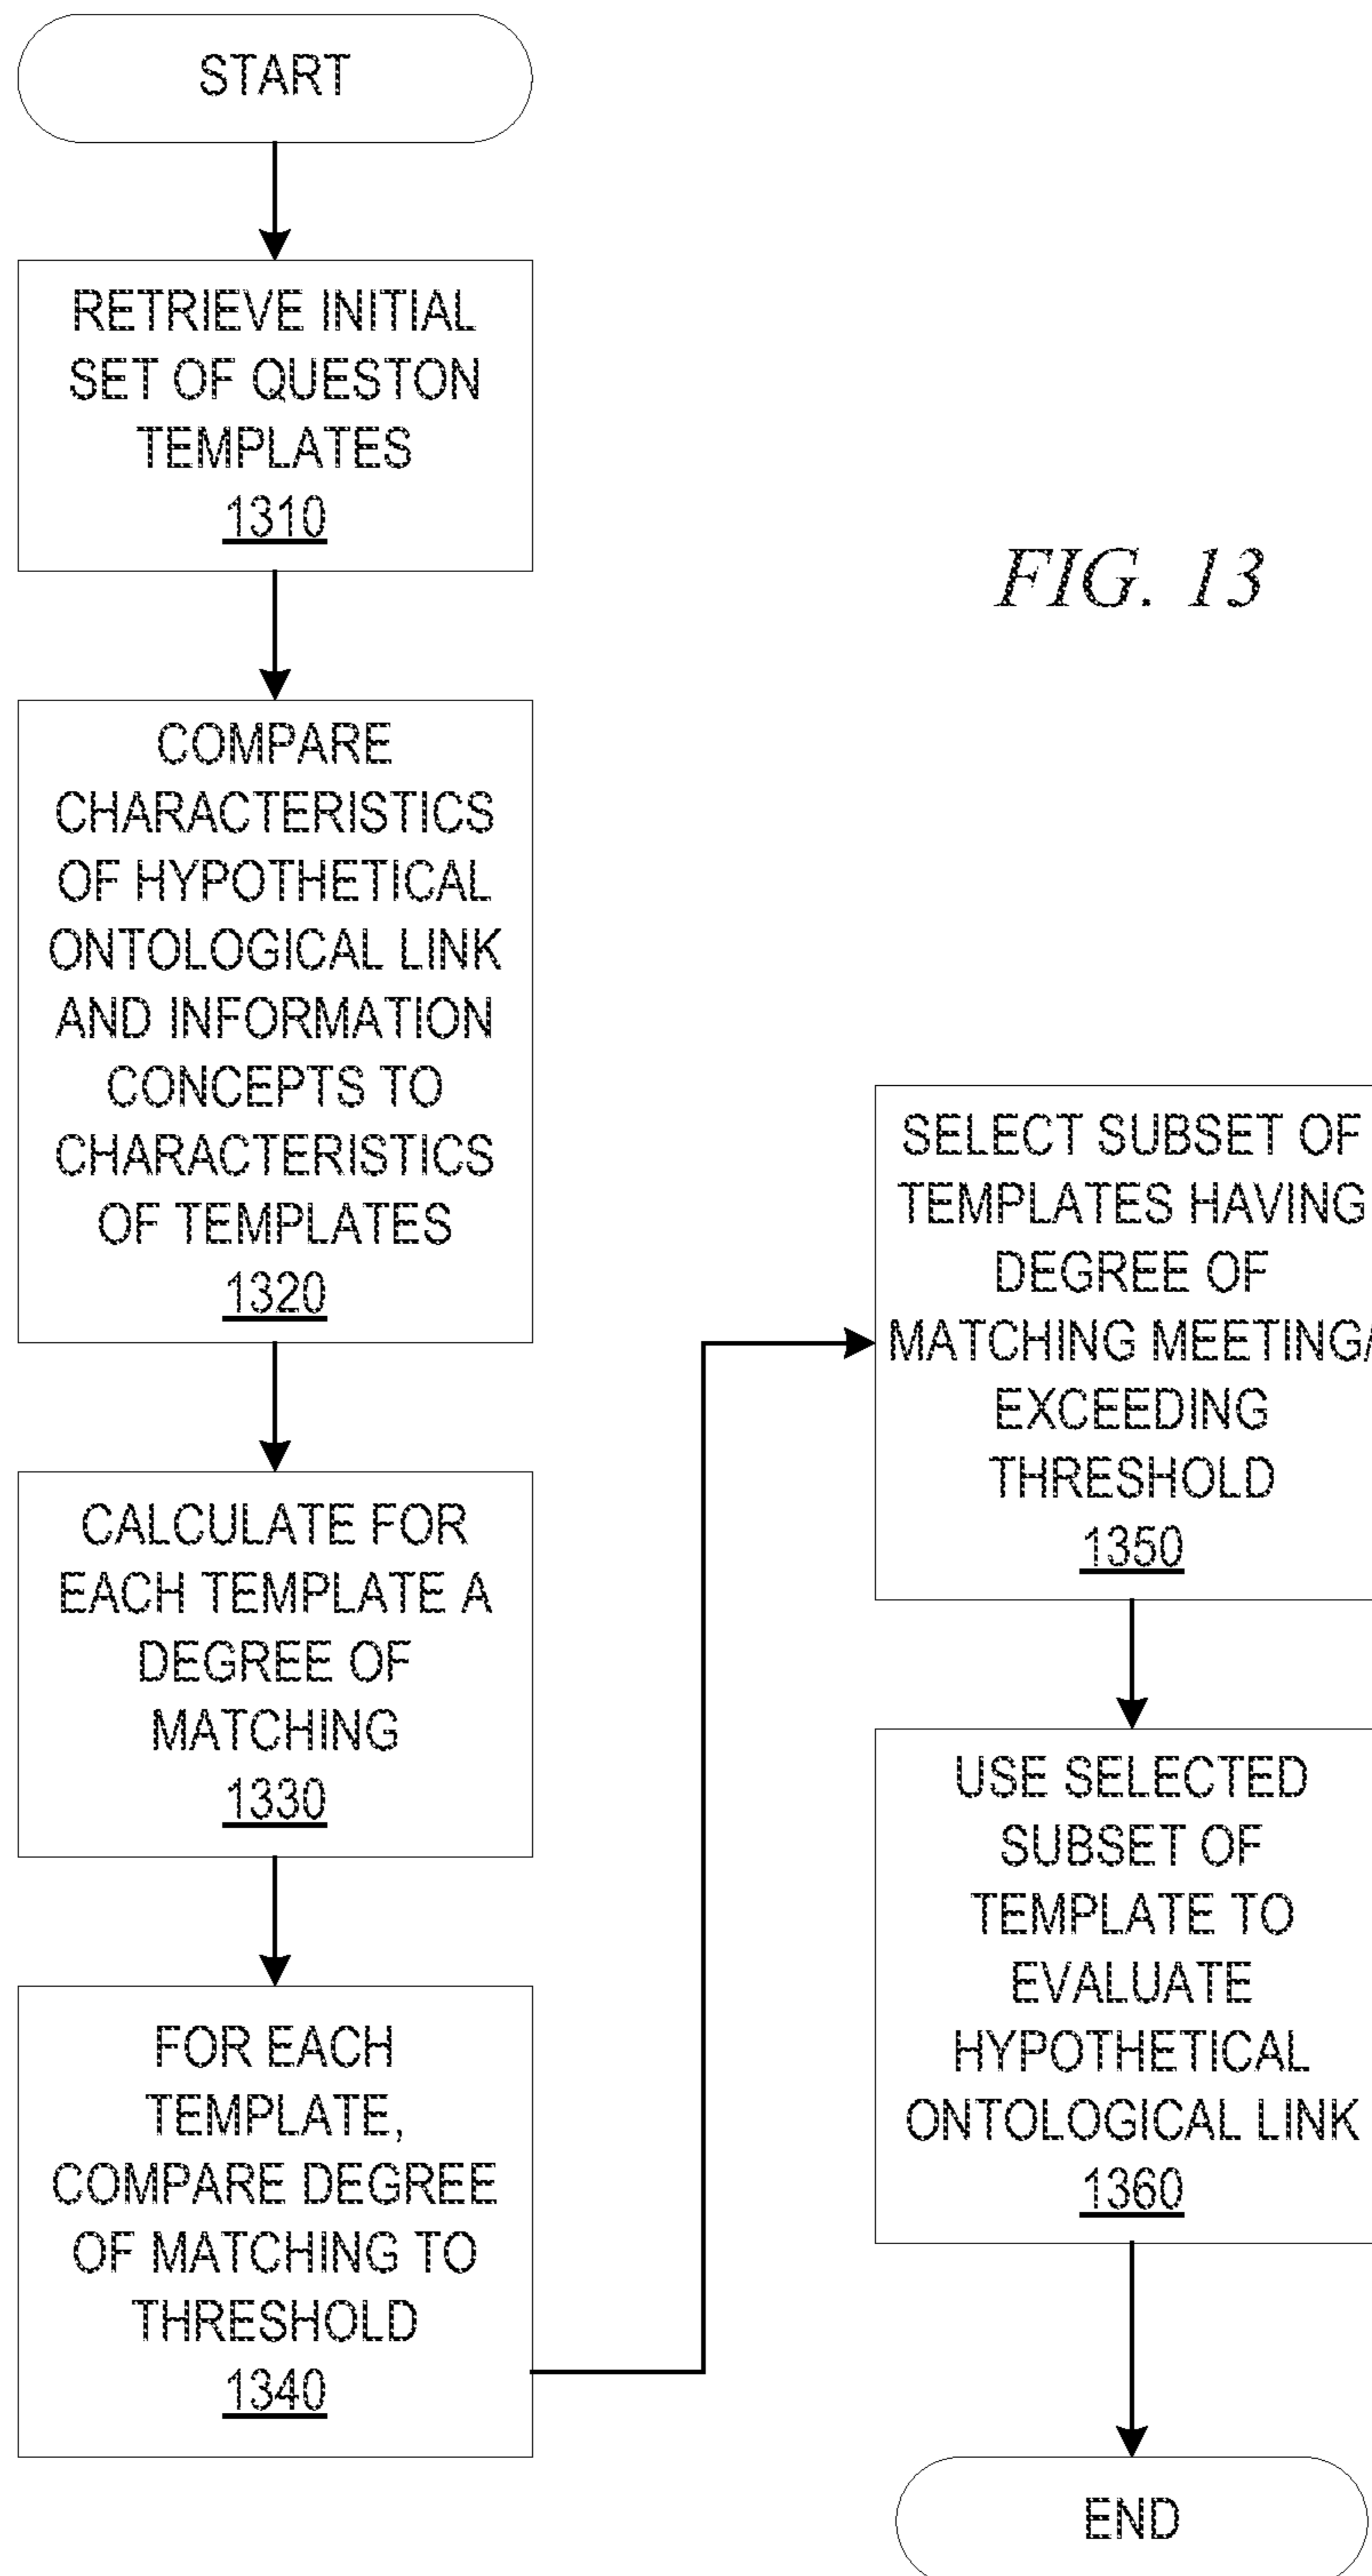 START
RETRIEVE INITIAL
SET OF QUESTON
TEMPLATES
1310
COMPARE
CHARACTERISTICS
OF HYPOTHETICAL
ONTOLOGICAL LINK
AND INFORMATION
CONCEPTS TO
CHARACTERISTICS
OF TEMPLATES
1320
CALCULATE FOR
EACH TEMPLATE A
DEGREE OF
MATCHING
1330
FOR EACH
TEMPLATE,
COMPARE DEGREE
OF MATCHING TO
THRESHOLD
1340
FIG. 13
SELECT SUBSET OF
TEMPLATES HAVING
DEGREE OF
MATCHING MEETING/
EXCEEDING
THRESHOLD
1350
USE SELECTED
SUBSET OF
TEMPLATE TO
EVALUATE
HYPOTHETICAL
ONTOLOGICAL LINK
1360
END